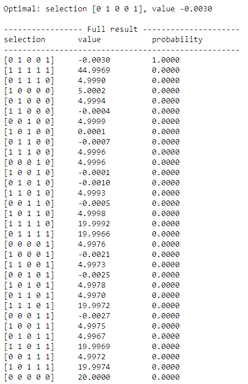 Optimal: selection [0 1 0 0 1], value -0.0030
----------------- Full result ---------------------
selection value probability
---------------------------------------------------
[0 1 0 0 1] -0.0030 1.0000
[1 1 1 1 1] 44.9969 0.0000
[0 1 1 1 0] 4.9990 0.0000
[1 0 0 0 0] 5.0002 0.0000
[0 1 0 0 0] 4.9994 0.0000
[1 1 0 0 0] -0.0004 0.0000
[0 0 1 0 0] 4.9999 0.0000
[1 0 1 0 0] 0.0001 0.0000
[0 1 1 0 0] -0.0007 0.0000
[1 1 1 0 0] 4.9996 0.0000
[0 0 0 1 0] 4.9996 0.0000
[1 0 0 1 0] -0.0001 0.0000
[0 1 0 1 0] -0.0010 0.0000
[1 1 0 1 0] 4.9993 0.0000
[0 0 1 1 0] -0.0005 0.0000
[1 0 1 1 0] 4.9998 0.0000
[1 1 1 1 0] 19.9992 0.0000
[0 1 1 1 1] 19.9966 0.0000
[0 0 0 0 1] 4.9976 0.0000
[1 0 0 0 1] -0.0021 0.0000
[1 1 0 0 1] 4.9973 0.0000
[0 0 1 0 1] -0.0025 0.0000
[1 0 1 0 1] 4.9978 0.0000
[0 1 1 0 1] 4.9970 0.0000
[1 1 1 0 1] 19.9972 0.0000
[0 0 0 1 1] -0.0027 0.0000
[1 0 0 1 1] 4.9975 0.0000
[0 1 0 1 1] 4.9967 0.0000
[1 1 0 1 1] 19.9969 0.0000
[0 0 1 1 1] 4.9972 0.0000
[1 0 1 1 1] 19.9974 0.0000
[0 0 0 0 0] 20.0000 0.0000